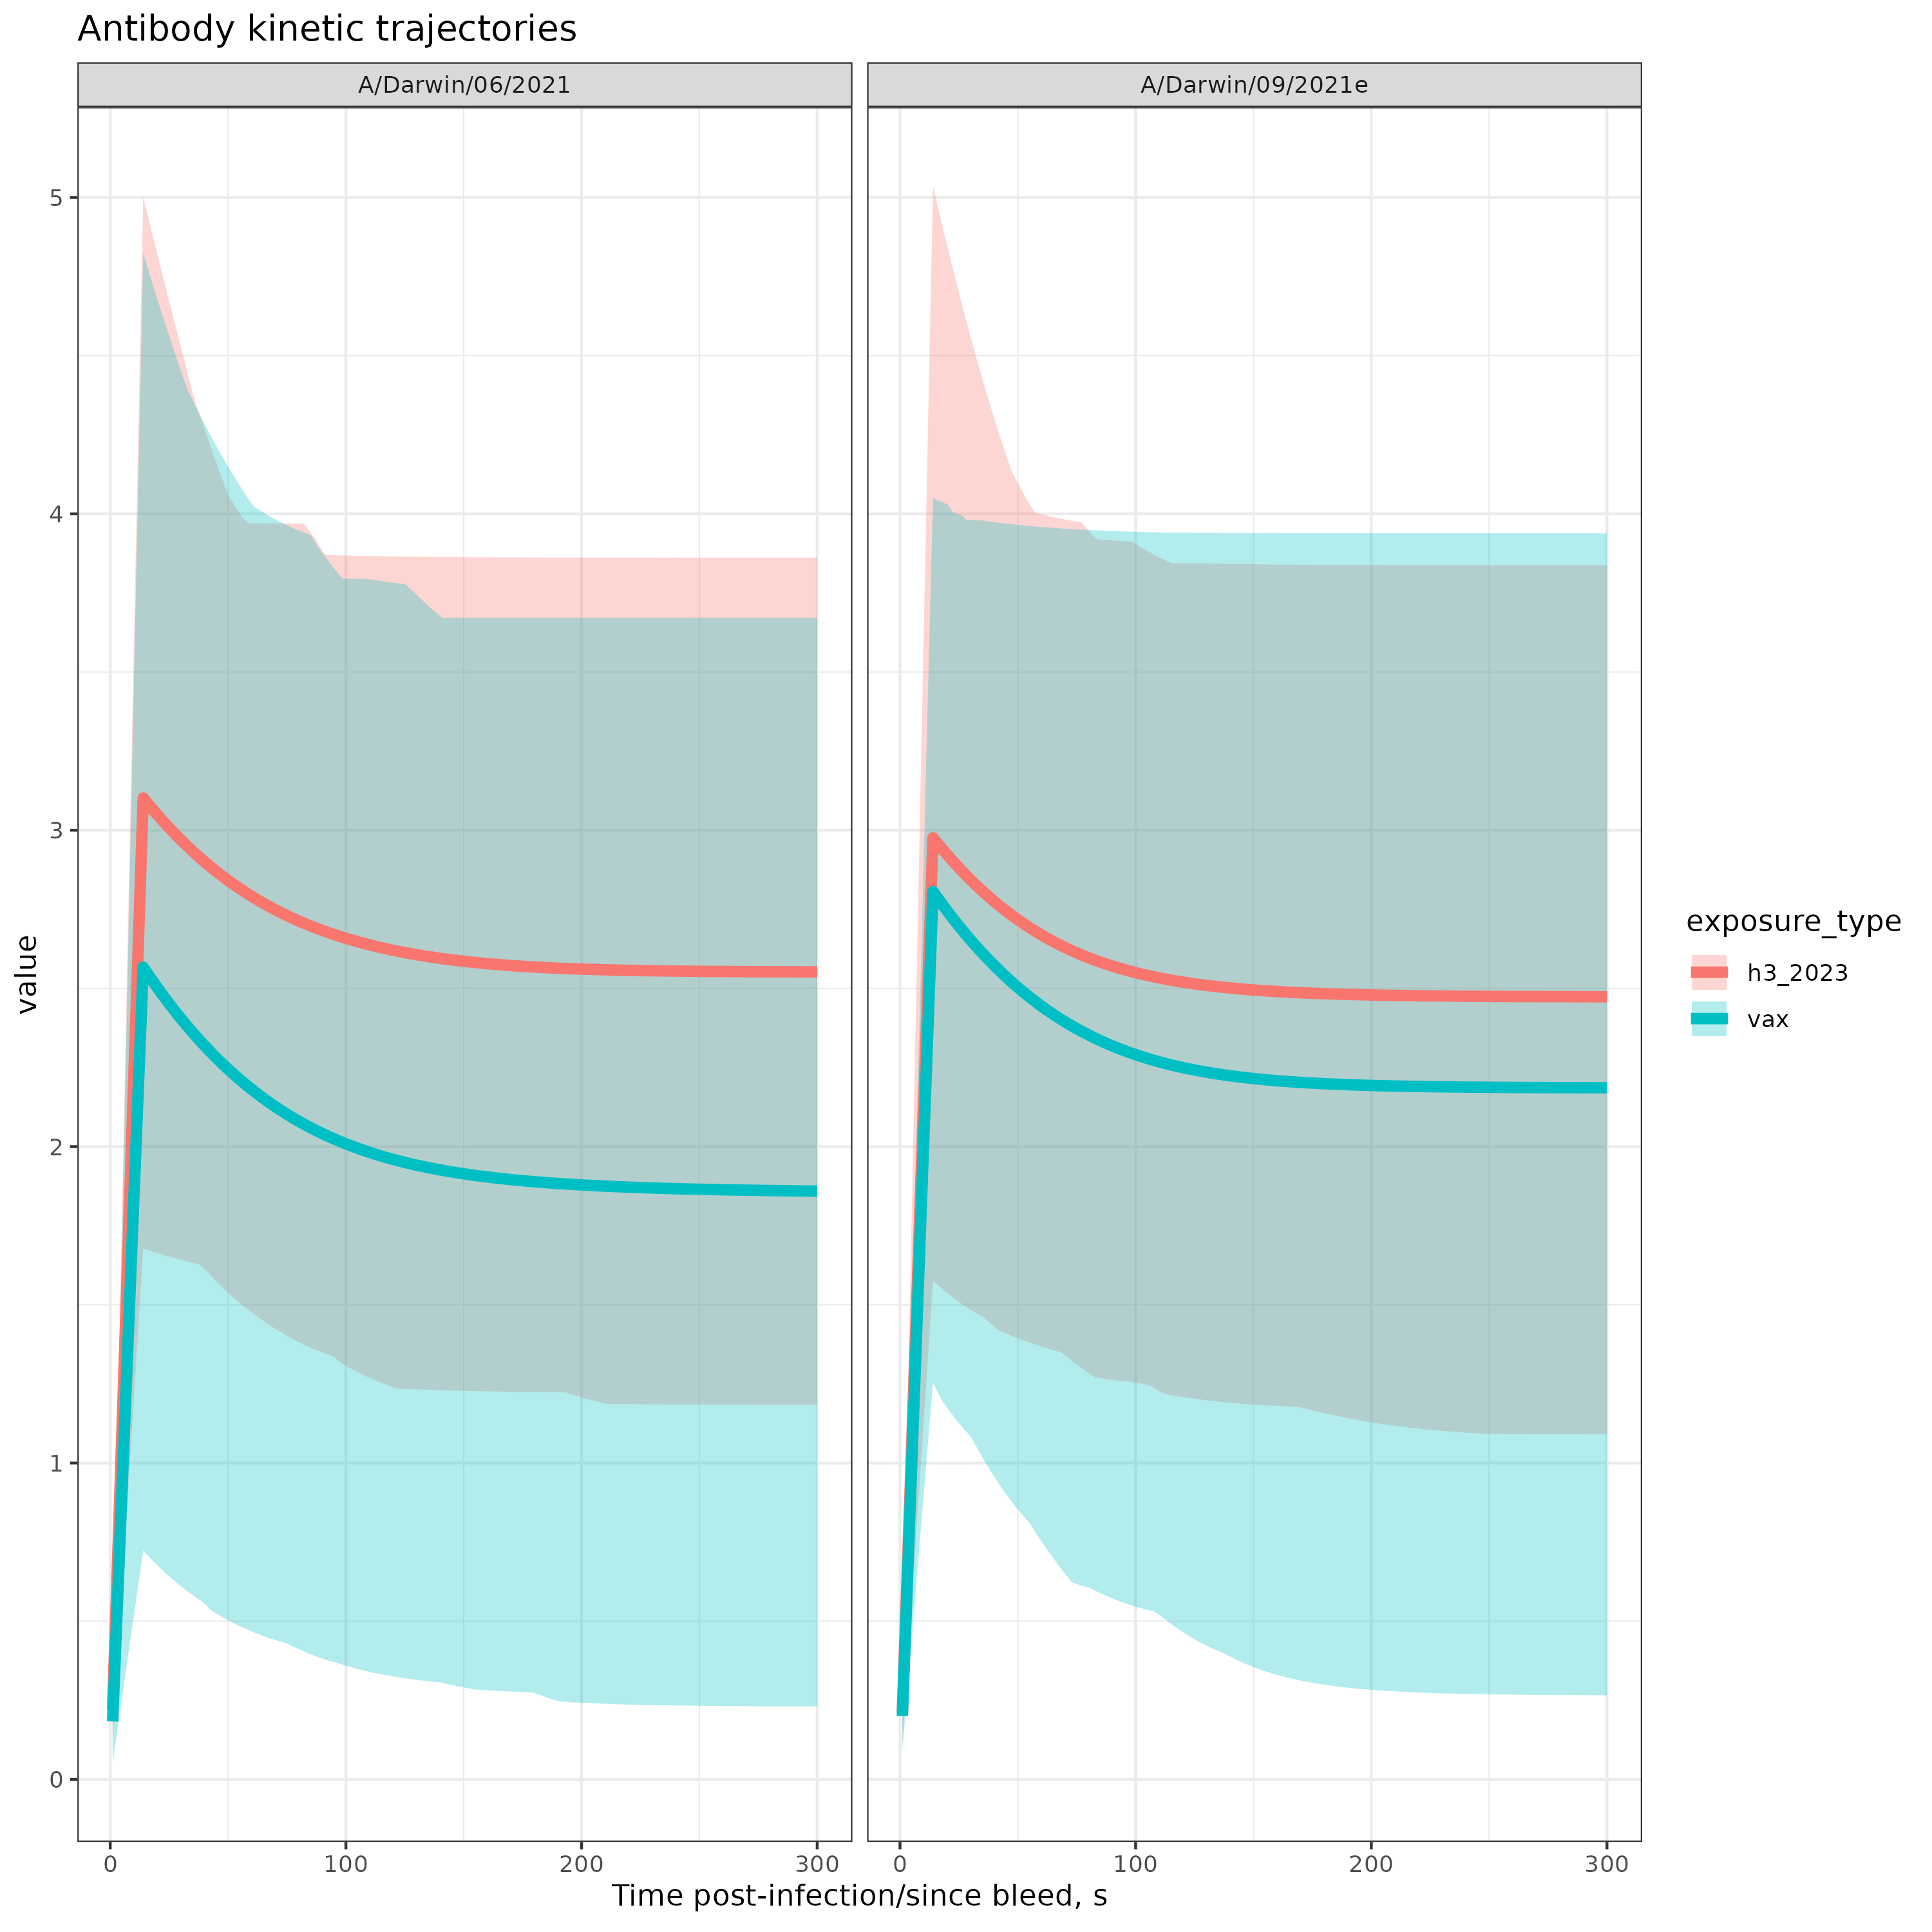 Antibody kinetic trajectories
A/Darwin/06/2021
A/Darwin/09/2021e
5
4
3
2
1
0
value
0 100 200 300
0 100 200 300
Time post-infection/since bleed, s
exposure_type
h3_2023
vax